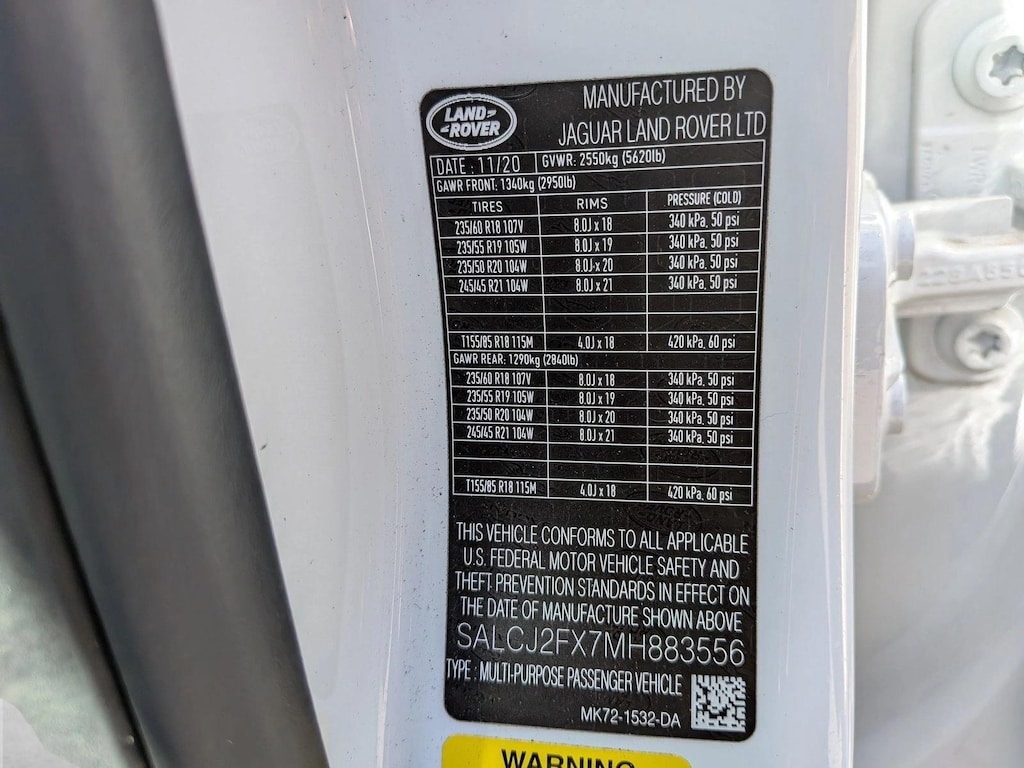 LAND-
-ROVER
MANUFACTURED BY
JAGUAR LAND ROVER LTD
DATE : 11/20 GVWR: 2550kg (5620lb)
GAWR FRONT: 1340kg (2950lb)
TIRES RIMS PRESSURE (COLD)
235/60 R18 107V 8.0J x 18 340 kPa, 50 psi
235/55 R19 105W 8.0J x 19 340 kPa, 50 psi
235/50 R20 104W 8.0J x 20 340 kPa, 50 psi
245/45 R21 104W 8.0J x 21 340 kPa, 50 psi
T155/85 R18 115M 4.0J x 18 420 kPa, 60 psi
GAWR REAR: 1290kg (2840lb)
235/60 R18 107V 8.0J x 18 340 kPa, 50 psi
235/55 R19 105W 8.0J x 19 340 kPa, 50 psi
235/50 R20 104W 8.0J x 20 340 kPa, 50 psi
245/45 R21 104W 8.0J x 21 340 kPa, 50 psi
T155/85 R18 115M 4.0J x 18 420 kPa, 60 psi
THIS VEHICLE CONFORMS TO ALL APPLICABLE
U.S. FEDERAL MOTOR VEHICLE SAFETY AND
THEFT PREVENTION STANDARDS IN EFFECT ON
THE DATE OF MANUFACTURE SHOWN ABOVE
SALCJ2FX7MH883556
TYPE : MULTI-PURPOSE PASSENGER VEHICLE
MK72-1532-DA
WARNING